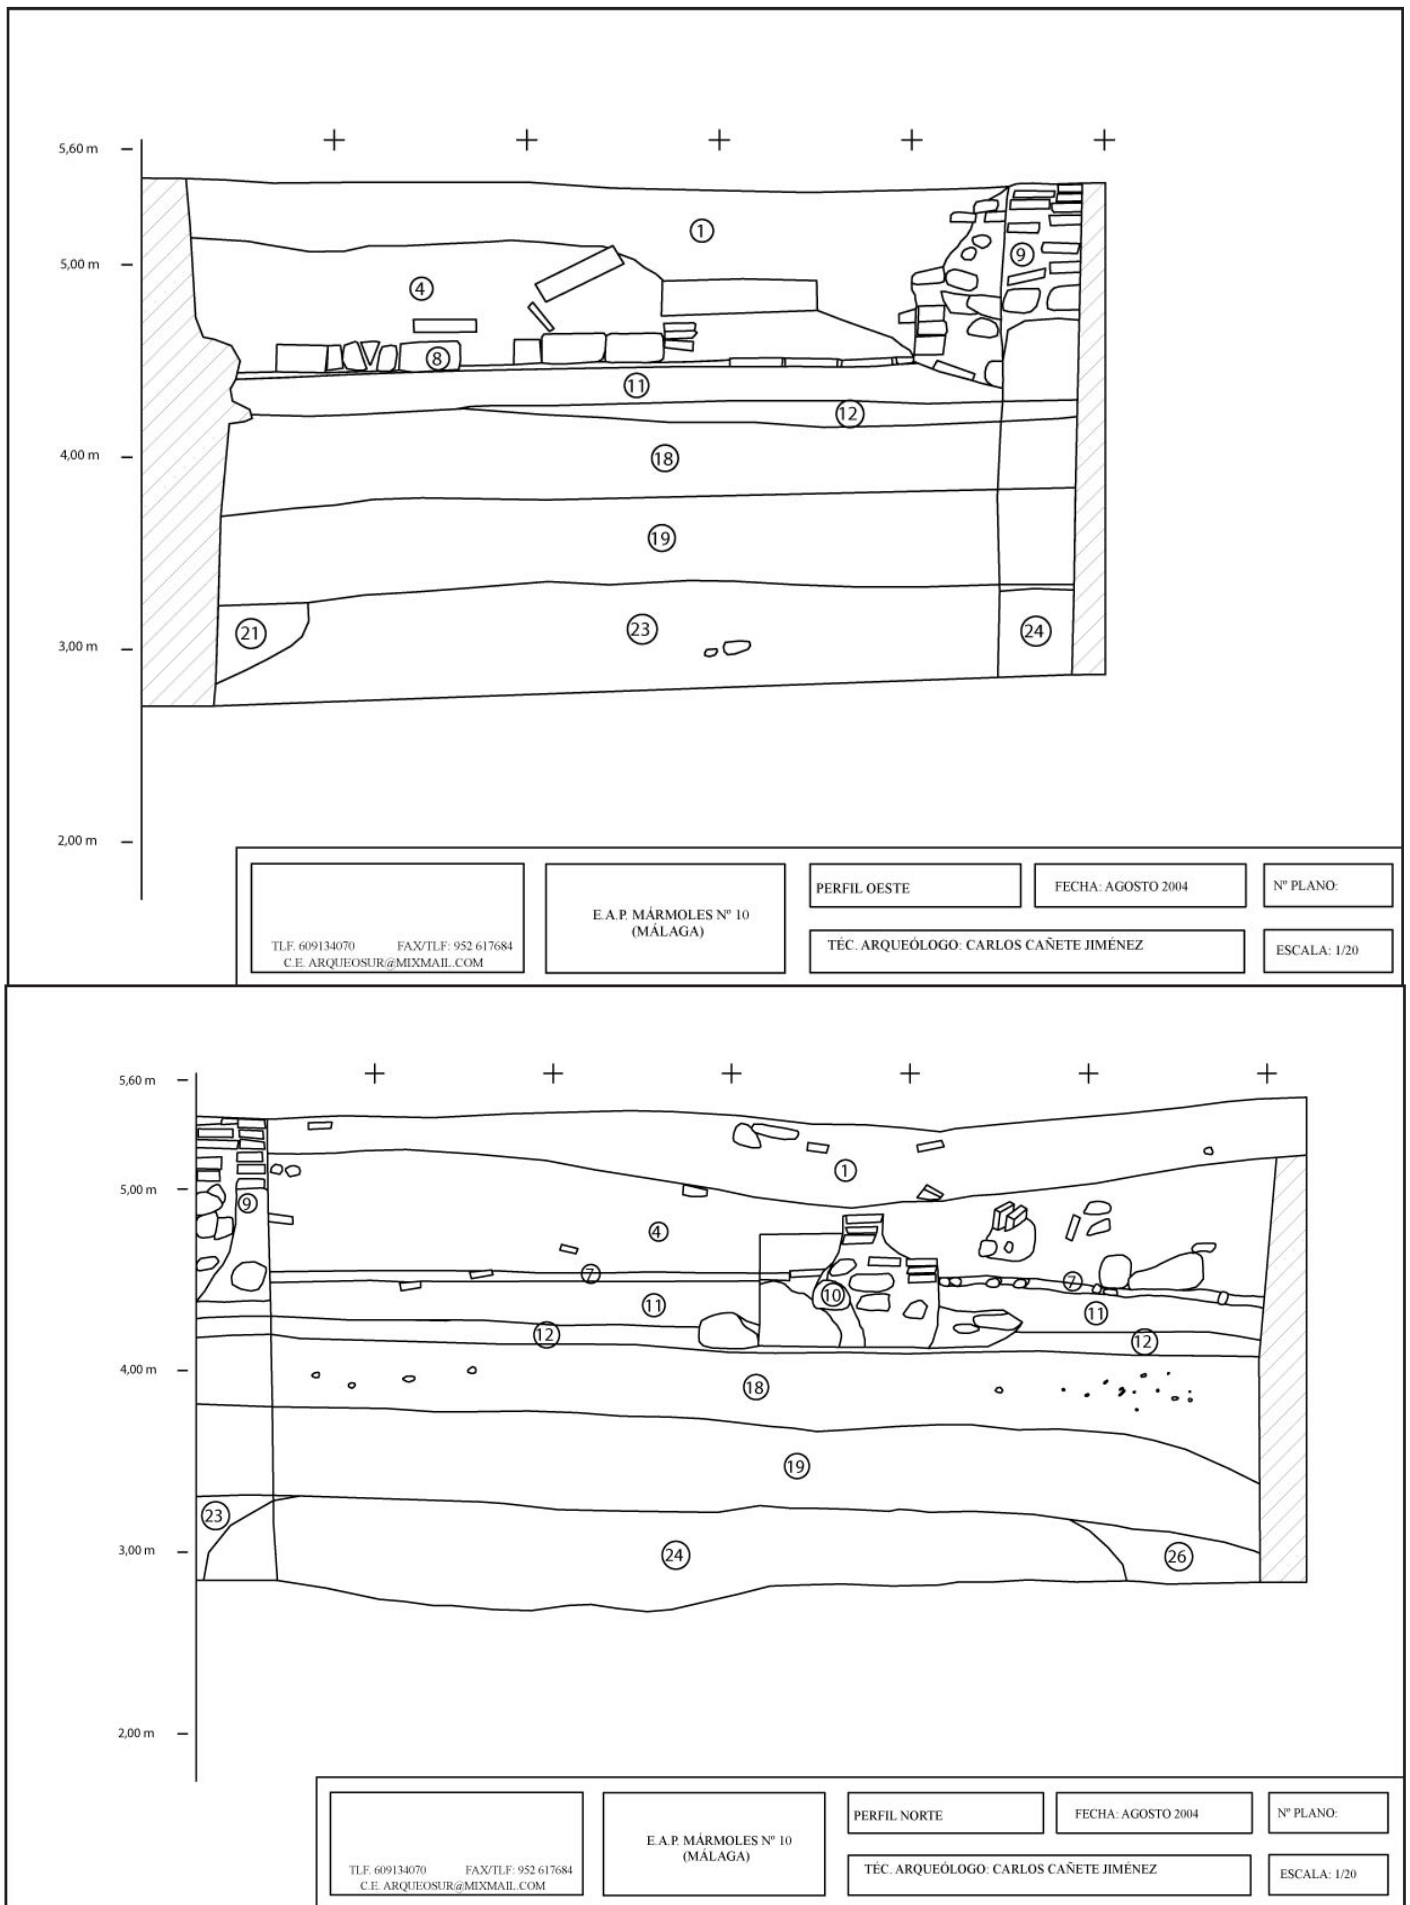 5,60 m
1
5,00 m
9
4
8
11
12
4,00 m
18
19
21
23
24
3,00 m
2,00 m
TLF. 609134070 FAX/TLF: 952 617684
C.E. ARQUEOSUR@MIXMAIL.COM
E.A.P. MÁRMOLES Nº 10
(MÁLAGA)
PERFIL OESTE
FECHA: AGOSTO 2004
Nº PLANO:
TÉC. ARQUEÓLOGO: CARLOS CAÑETE JIMÉNEZ
ESCALA: 1/20
5,60 m
1
5,00 m
9
4
7
7
10
11
11
12
12
4,00 m
18
19
23
3,00 m
24
26
2,00 m
TLF. 609134070 FAX/TLF: 952 617684
C.E. ARQUEOSUR@MIXMAIL.COM
E.A.P. MÁRMOLES Nº 10
(MÁLAGA)
PERFIL NORTE
FECHA: AGOSTO 2004
Nº PLANO:
TÉC. ARQUEÓLOGO: CARLOS CAÑETE JIMÉNEZ
ESCALA: 1/20